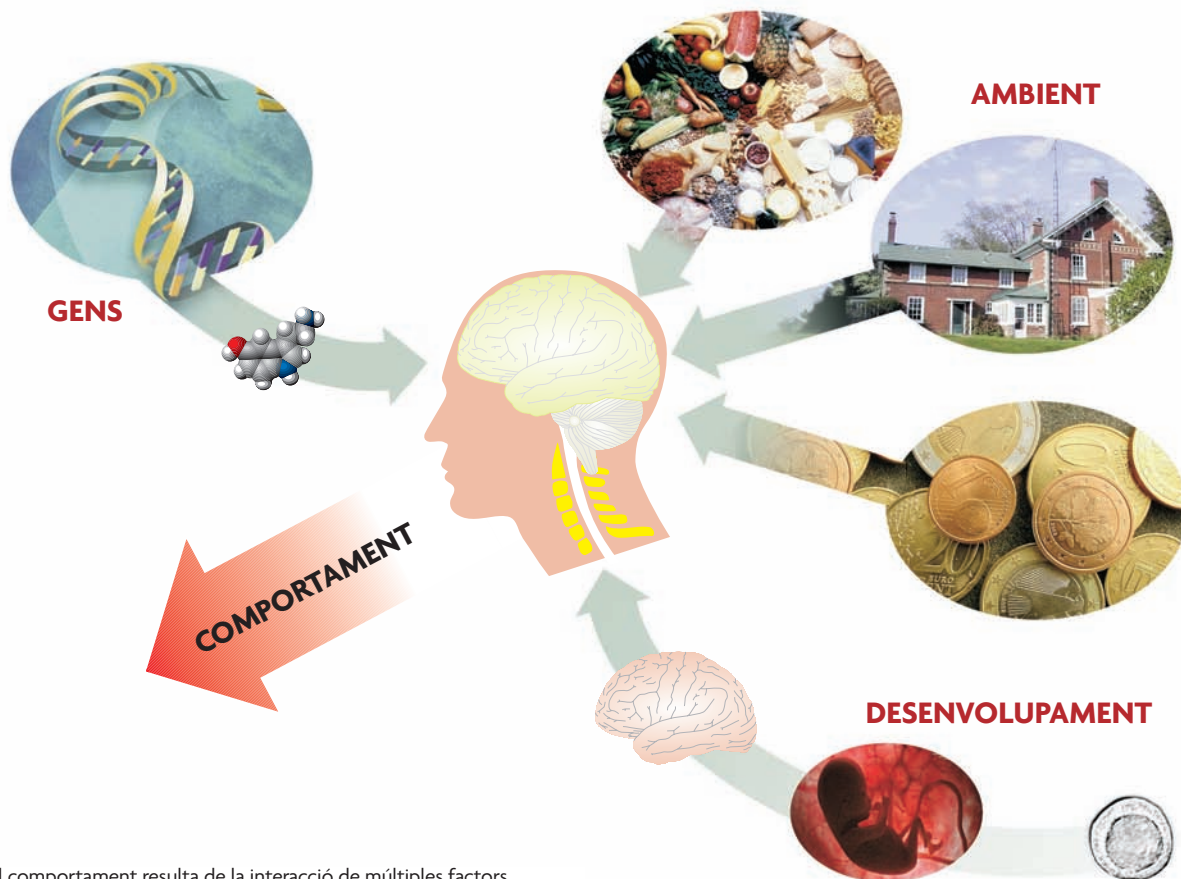 AMBIENT
GENS
COMPORTAMENT
DESENVOLUPAMENT
comportament resulta de la interacció de múltiples factors